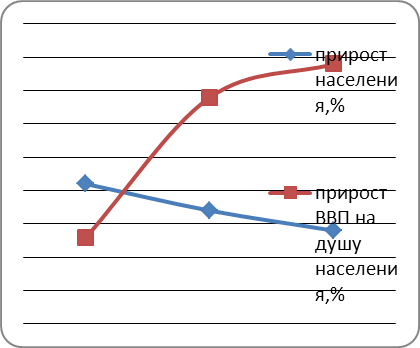 прирост
населени
я,%
прирост
ВВП на
душу
населени
я,%